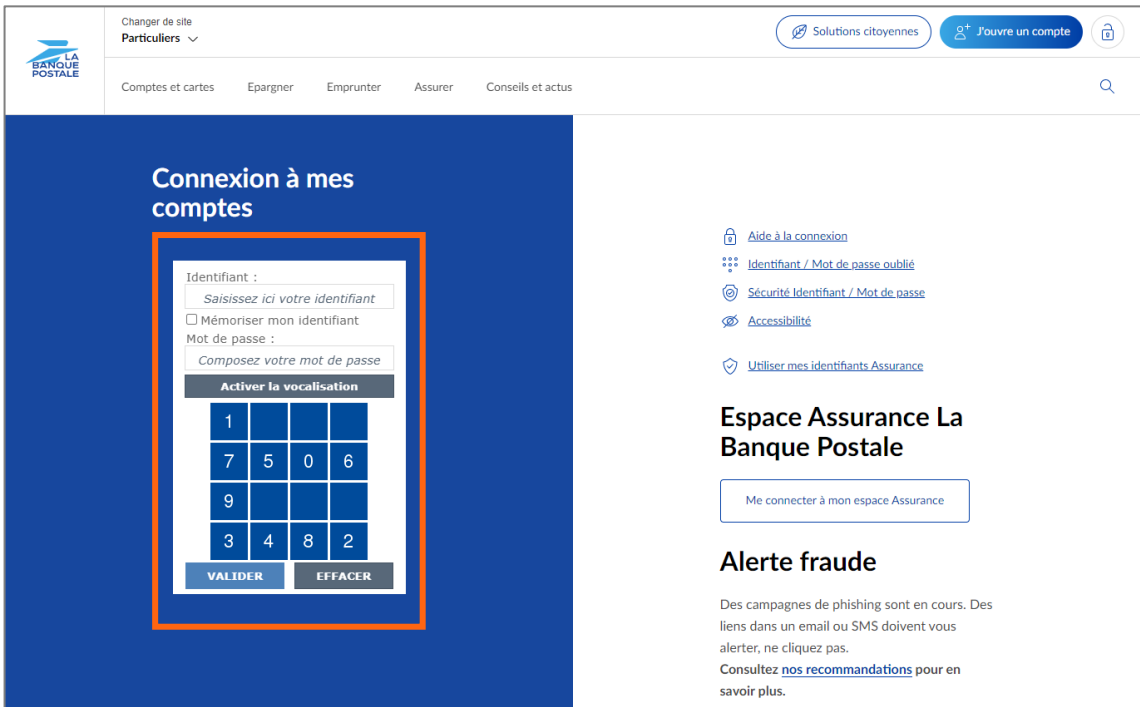 Changer de site
Particuliers
Solutions citoyennes
J'ouvre un compte
LA
BANQUE
POSTALE
Comptes et cartes Epargner Emprunter Assurer Conseils et actus
Connexion à mes
comptes
Identifiant :
Saisissez ici votre identifiant
Mémoriser mon identifiant
Mot de passe :
Composez votre mot de passe
Activer la vocalisation
1
7 5 0 6
9
3 4 8 2
VALIDER EFFACER
Aide à la connexion
Identifiant / Mot de passe oublié
Sécurité Identifiant / Mot de passe
Accessibilité
Utiliser mes identifiants Assurance
Espace Assurance La
Banque Postale
Me connecter à mon espace Assurance
Alerte fraude
Des campagnes de phishing sont en cours. Des
liens dans un email ou SMS doivent vous
alerter, ne cliquez pas.
Consultez nos recommandations pour en
savoir plus.